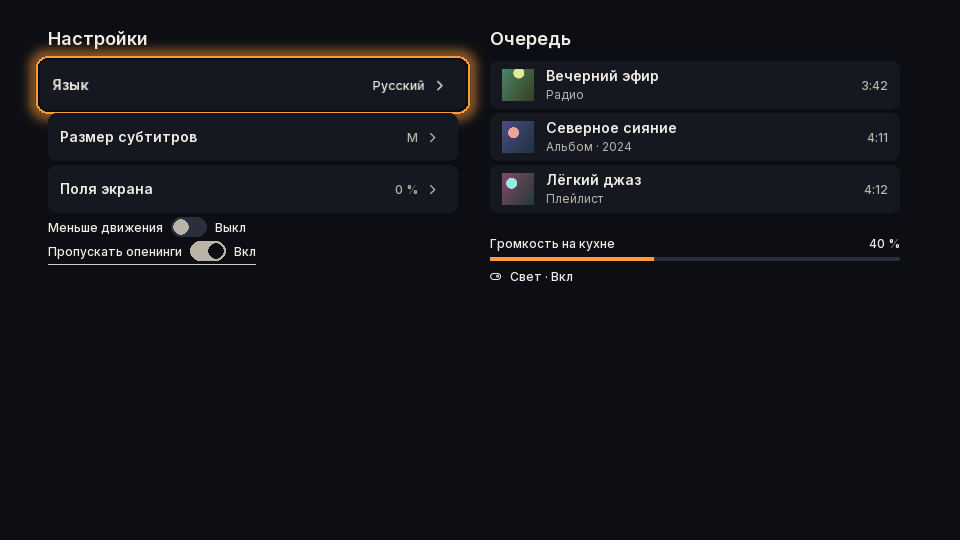 Настройки
Язык
Русский
Размер субтитров
M
Поля экрана
0 %
Меньше движения
Выкл
Пропускать опенинги
Вкл
Очередь
Вечерний эфир
Радио
3:42
Северное сияние
Альбом · 2024
4:11
Лёгкий джаз
Плейлист
4:12
Громкость на кухне
40 %
Свет · Вкл